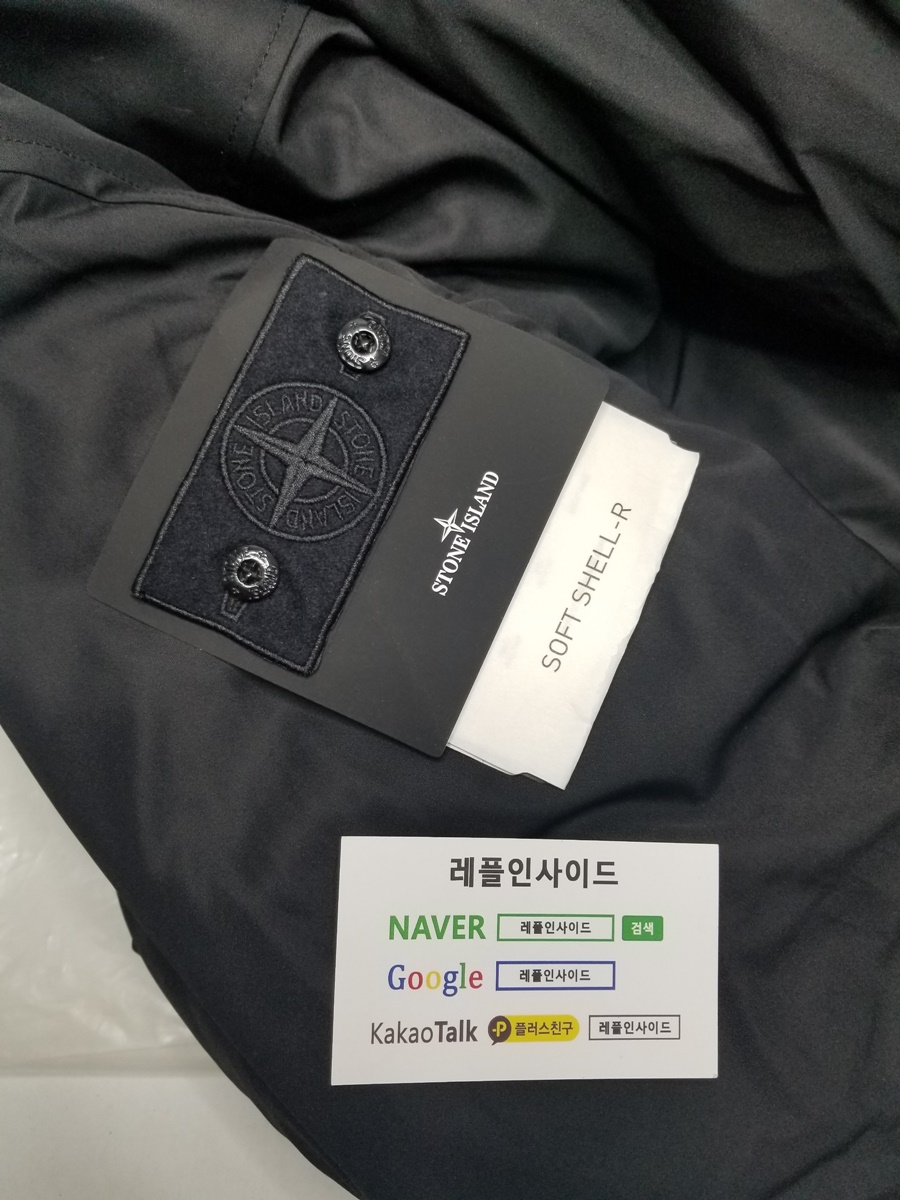 STONE ISLAND STONE ISLAND
STONE ISLAND
SOFT SHELL-R
레플인사이드
NAVER 레플인사이드 검색
Google 레플인사이드
KakaoTalk P 플러스친구 레플인사이드